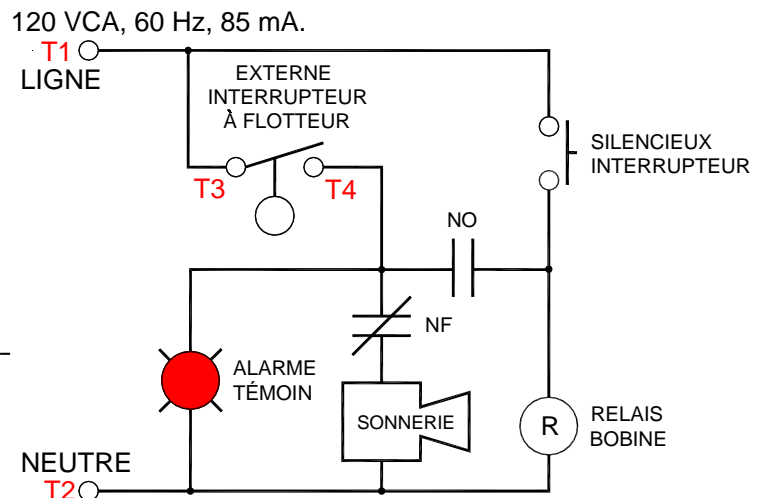 120 VCA, 60 Hz, 85 mA.
T1
LIGNE
EXTERNE
INTERRUPTEUR
À FLOTTEUR
SILENCIEUX
INTERRUPTEUR
T3
T4
NO
NF
ALARME
TÉMOIN
SONNERIE
R
RELAIS
BOBINE
NEUTRE
T2